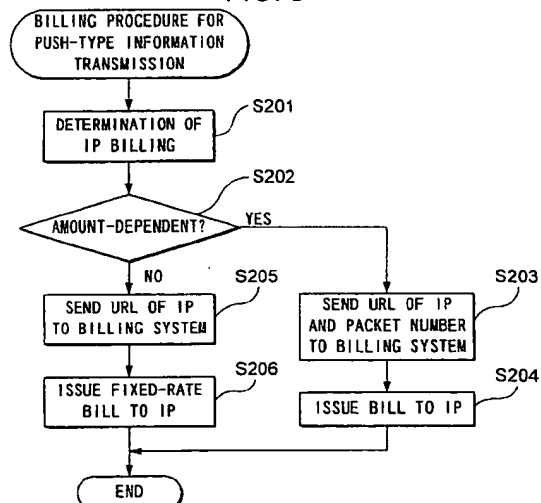 BILLING PROCEDURE FOR
PUSH-TYPE INFORMATION
TRANSMISSION
S201
DETERMINATION OF
IP BILLING
S202
AMOUNT-DEPENDENT?
YES
NO
S205
SEND URL OF IP
TO BILLING SYSTEM
S203
SEND URL OF IP
AND PACKET NUMBER
TO BILLING SYSTEM
S206
ISSUE FIXED-RATE
BILL TO IP
S204
ISSUE BILL TO IP
END